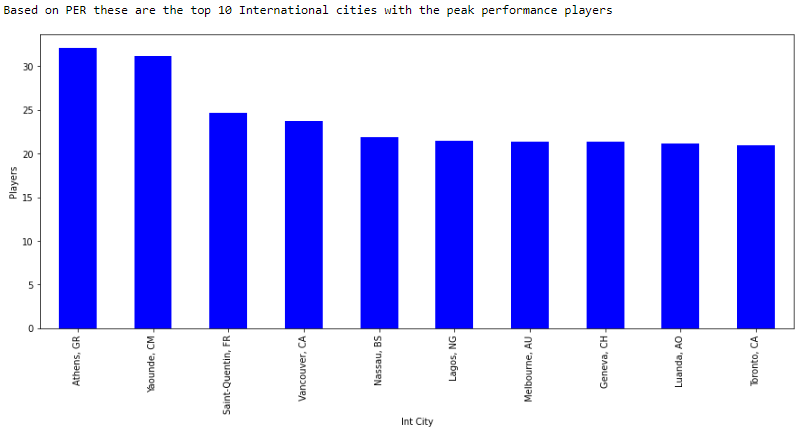 Based on PER these are the top 10 International cities with the peak performance players
30
25
20
15
10
5
0
Players
Athens, GR
Yaounde, CM
Saint-Quentin, FR
Vancouver, CA
Nassau, BS
Lagos, NG
Melbourne, AU
Geneva, CH
Luanda, AO
Toronto, CA
Int City